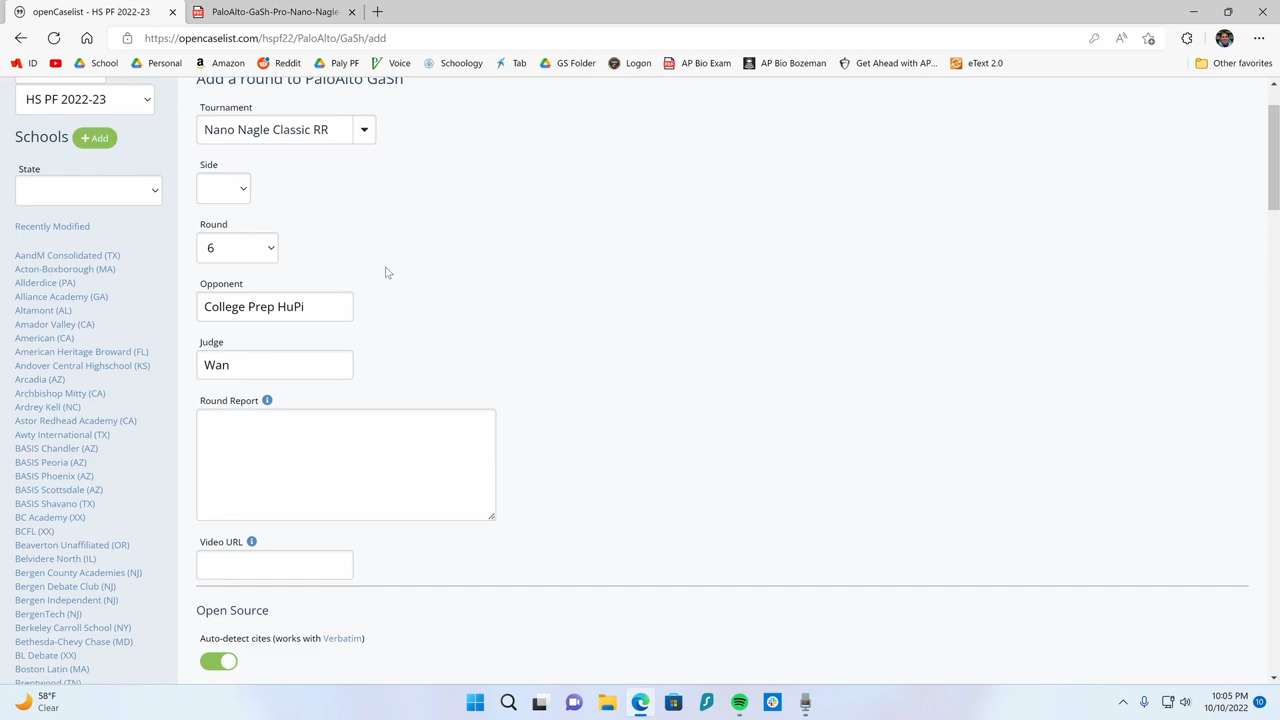 openCaselist - HS PF 2022-23
PaloAlto-GaSh-Pro-Nano-Nagle
https://opencaselist.com/hspf22/PaloAlto/GaSh/add
ID
School
Personal
Amazon
Reddit
Paly PF
Voice
Schoology
Tab
GS Folder
Logon
AP Bio Exam
AP Bio Bozeman
Get Ahead with AP...
eText 2.0
Other favorites
HS PF 2022-23
Schools
+ Add
State
Recently Modified
AandM Consolidated (TX)
Acton-Boxborough (MA)
Allderdice (PA)
Alliance Academy (GA)
Altamont (AL)
Amador Valley (CA)
American (CA)
American Heritage Broward (FL)
Andover Central Highschool (KS)
Arcadia (AZ)
Archbishop Mitty (CA)
Ardrey Kell (NC)
Astor Redhead Academy (CA)
Awty International (TX)
BASIS Chandler (AZ)
BASIS Peoria (AZ)
BASIS Phoenix (AZ)
BASIS Scottsdale (AZ)
BASIS Shavano (TX)
BC Academy (XX)
BCFL (XX)
Beaverton Unaffiliated (OR)
Belvidere North (IL)
Bergen County Academies (NJ)
Bergen Debate Club (NJ)
Bergen Independent (NJ)
BergenTech (NJ)
Berkeley Carroll School (NY)
Bethesda-Chevy Chase (MD)
BL Debate (XX)
Boston Latin (MA)
Brentwood (TN)
Add a round to PaloAlto GaSh
Tournament
Nano Nagle Classic RR
Side
Round
6
Opponent
College Prep HuPi
Judge
Wan
Round Report
Video URL
Open Source
Auto-detect cites (works with Verbatim)
58°F
Clear
10:05 PM
10/10/2022
10